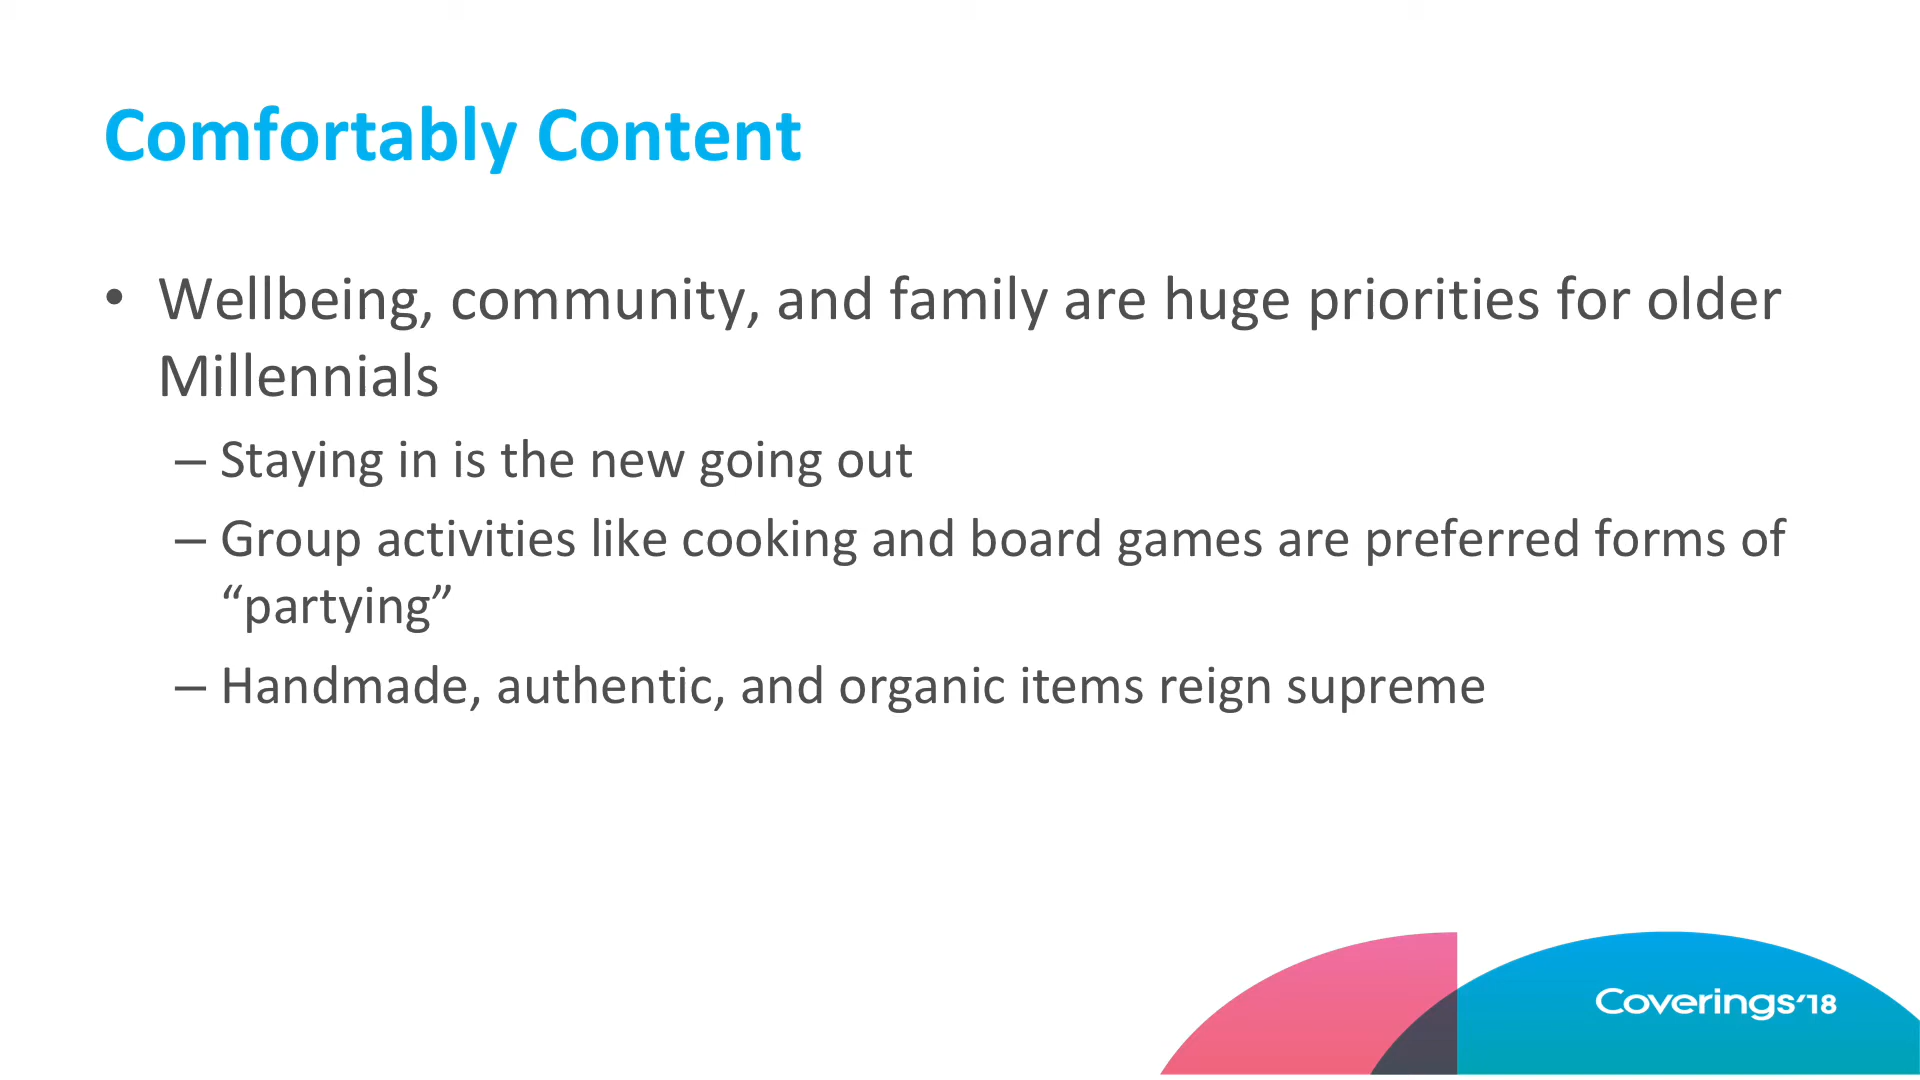 Comfortably Content
• Wellbeing, community, and family are huge priorities for older
Millennials
– Staying in is the new going out
– Group activities like cooking and board games are preferred forms of
“partying”
– Handmade, authentic, and organic items reign supreme
Coverings’18